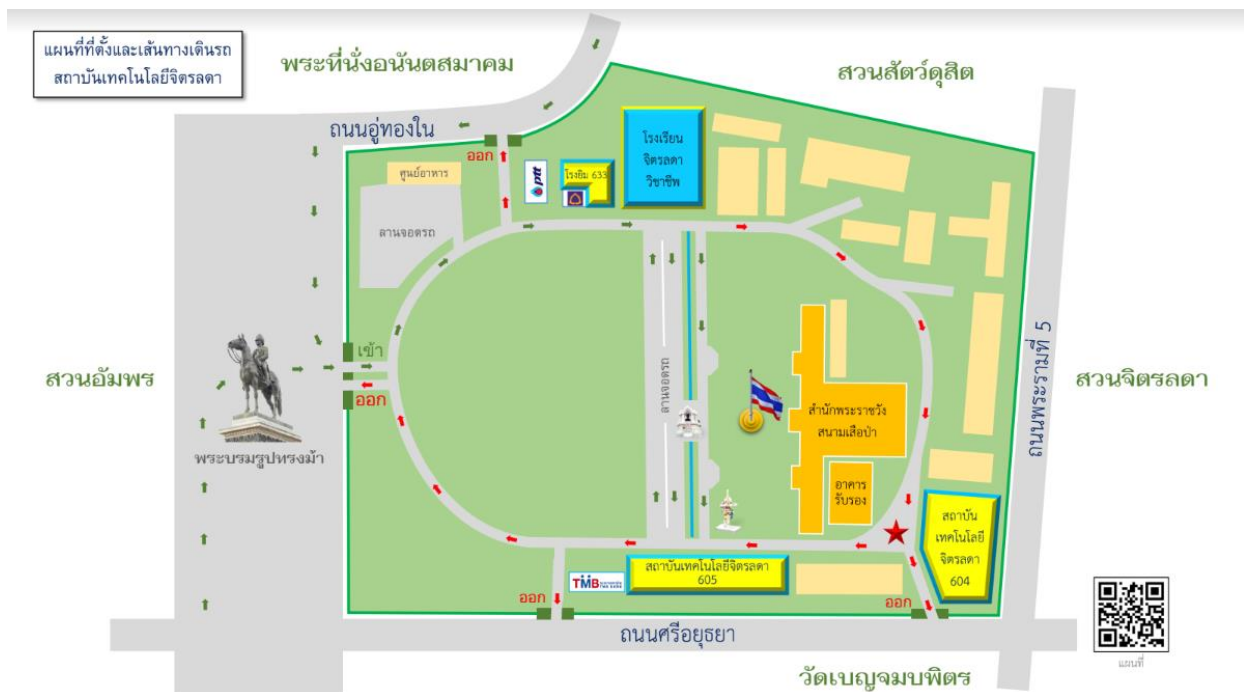 แผนที่ที่ตั้งและเส้นทางเดินรถ
สถาบันเทคโนโลยีจิตรลดา
พระที่นั่งอนันตสมาคม
สวนสัตว์ดุสิต
ถนนอู่ทองใน
ออก
ศูนย์อาหาร
ptt
โรงยิม 633
โรงเรียน
จิตรลดา
วิชาชีพ
ลานจอดรถ
เข้า
ออก
สวนอัมพร
พระบรมรูปทรงม้า
ลานจอดรถ
สำนักพระราชวัง
สนามเสือป่า
อาคาร
รับรอง
ถนนพระรามที่ 5
สวนจิตรลดา
สถาบัน
เทคโนโลยี
จิตรลดา
604
TMB
สถาบันเทคโนโลยีจิตรลดา
605
ออก
ออก
ถนนศรีอยุธยา
วัดเบญจมบพิตร
แผนที่